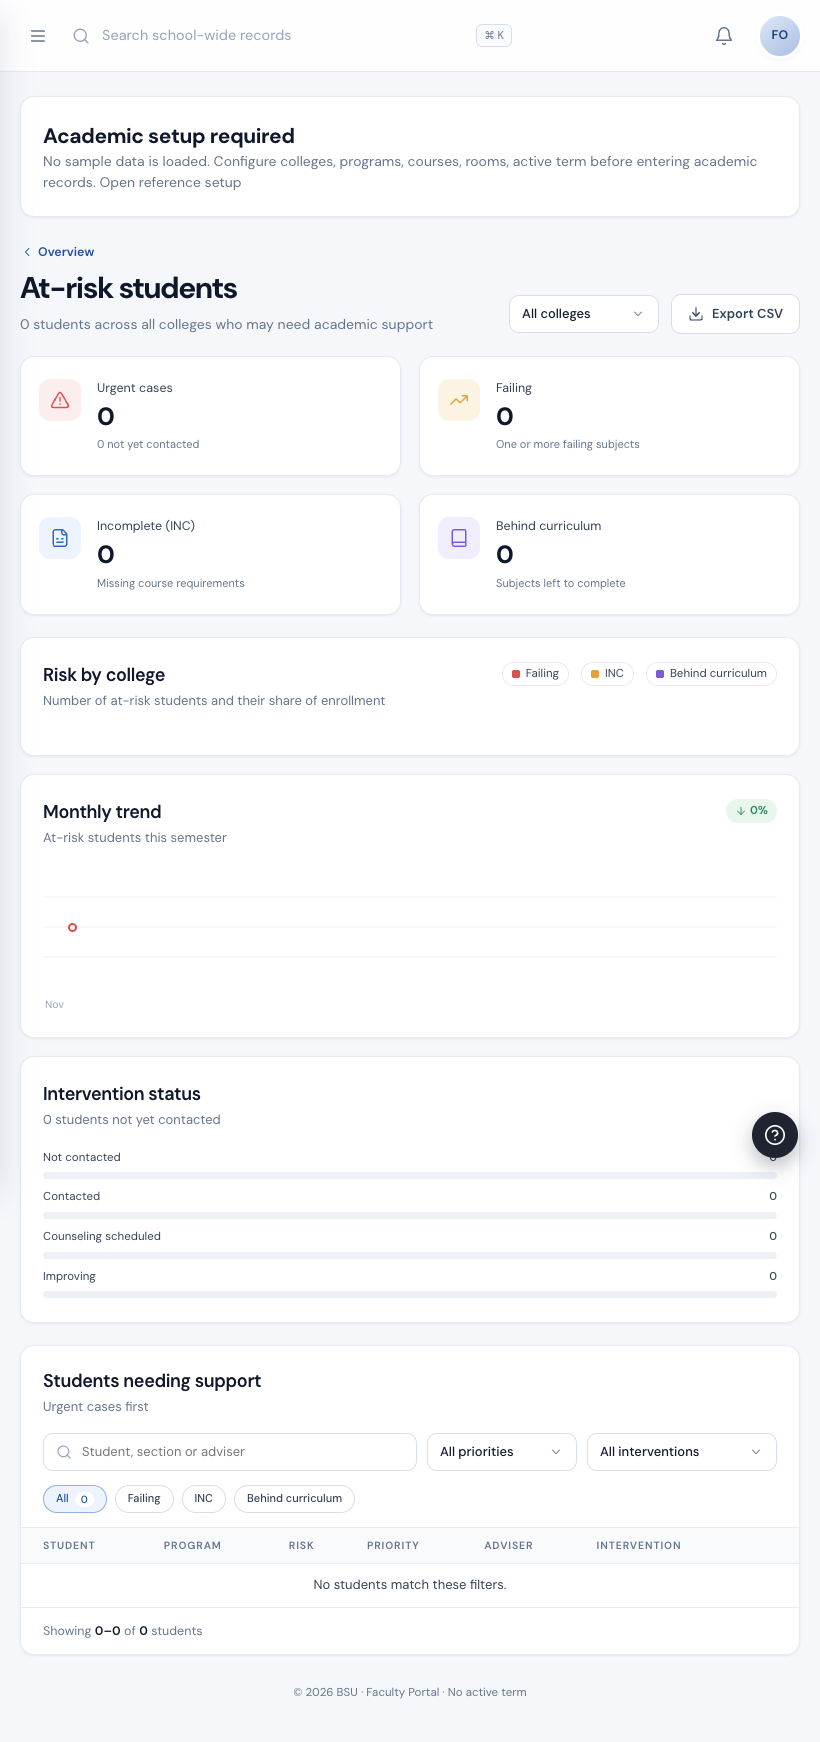 Search school-wide records
⌘ K
FO
Academic setup required
No sample data is loaded. Configure colleges, programs, courses, rooms, active term before entering academic
records. Open reference setup
Overview
At-risk students
0 students across all colleges who may need academic support
All colleges
Export CSV
Urgent cases
0
0 not yet contacted
Failing
0
One or more failing subjects
Incomplete (INC)
0
Missing course requirements
Behind curriculum
0
Subjects left to complete
Risk by college
Number of at-risk students and their share of enrollment
Failing
INC
Behind curriculum
Monthly trend
At-risk students this semester
↓ 0%
Nov
Intervention status
0 students not yet contacted
Not contacted
Contacted 0
Counseling scheduled 0
Improving 0
Students needing support
Urgent cases first
Student, section or adviser
All priorities
All interventions
All 0
Failing
INC
Behind curriculum
STUDENT PROGRAM RISK PRIORITY ADVISER INTERVENTION
No students match these filters.
Showing 0–0 of 0 students
© 2026 BSU · Faculty Portal · No active term